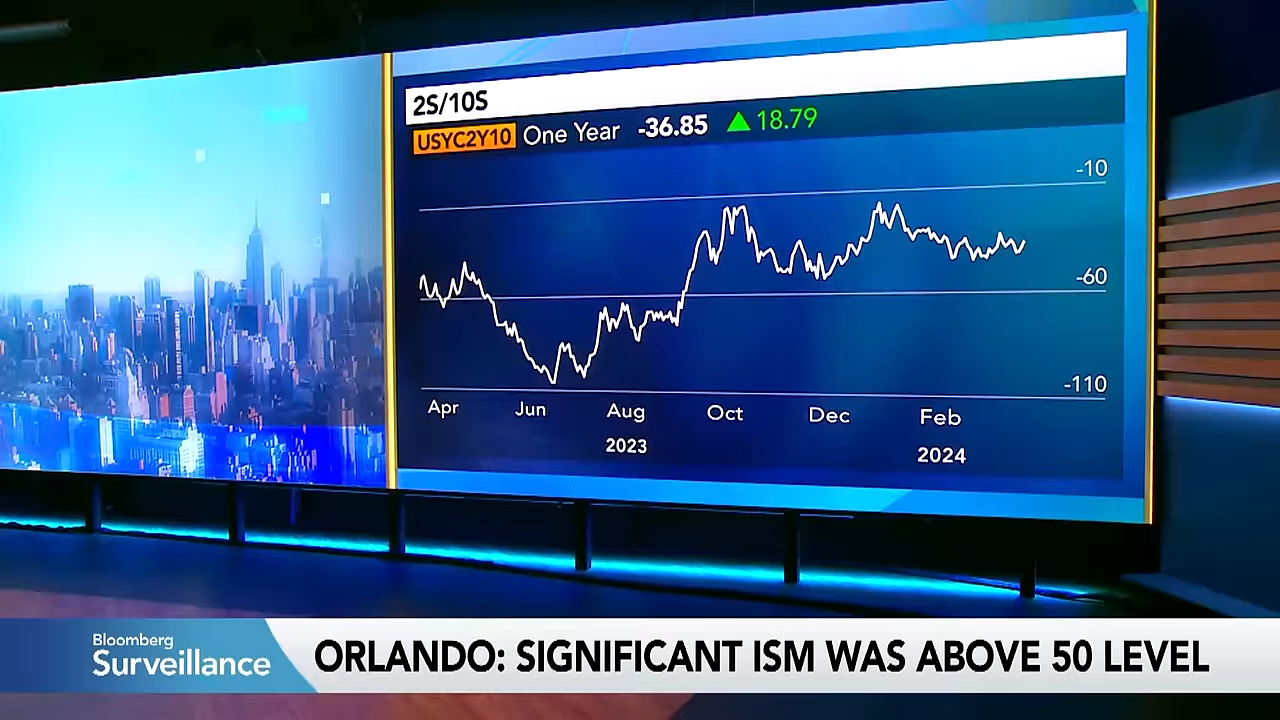 2S/10S
USYC2Y10 One Year -36.85 ▲ 18.79
-10
-60
-110
Apr Jun Aug Oct Dec Feb
2023 2024
Bloomberg
Surveillance
ORLANDO: SIGNIFICANT ISM WAS ABOVE 50 LEVEL